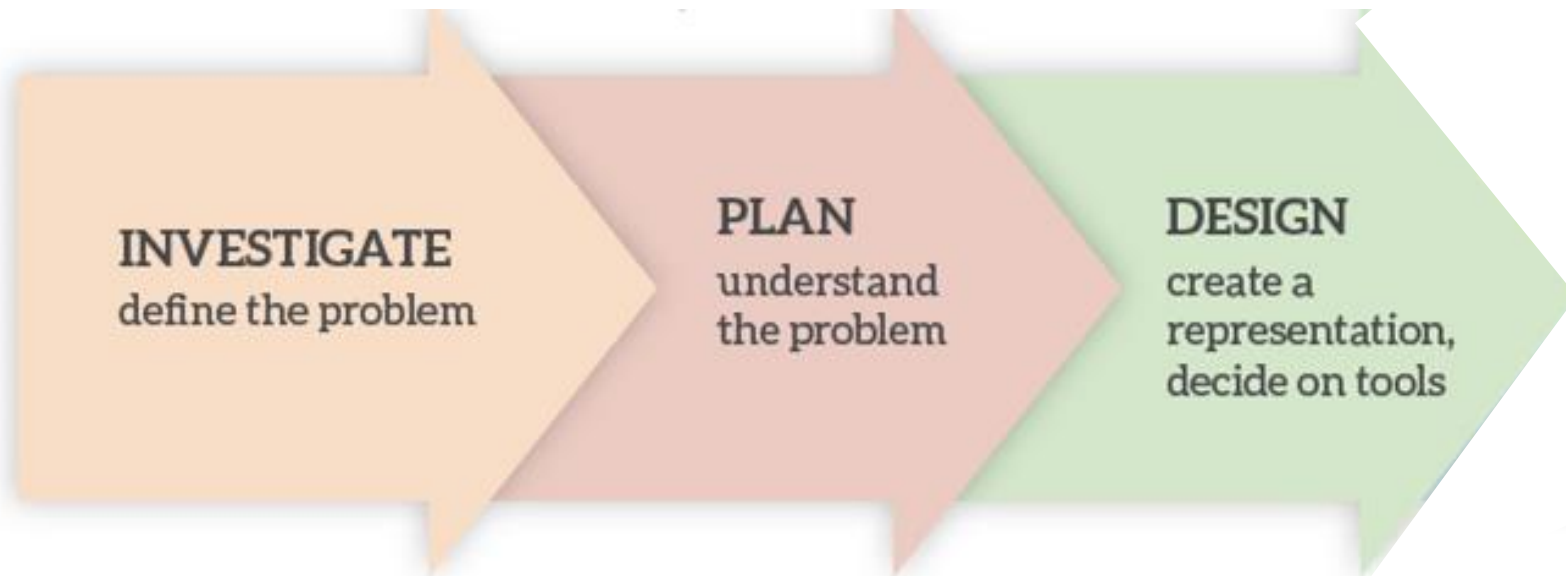 INVESTIGATE
define the problem
PLAN
understand
the problem
DESIGN
create a
representation,
decide on tools